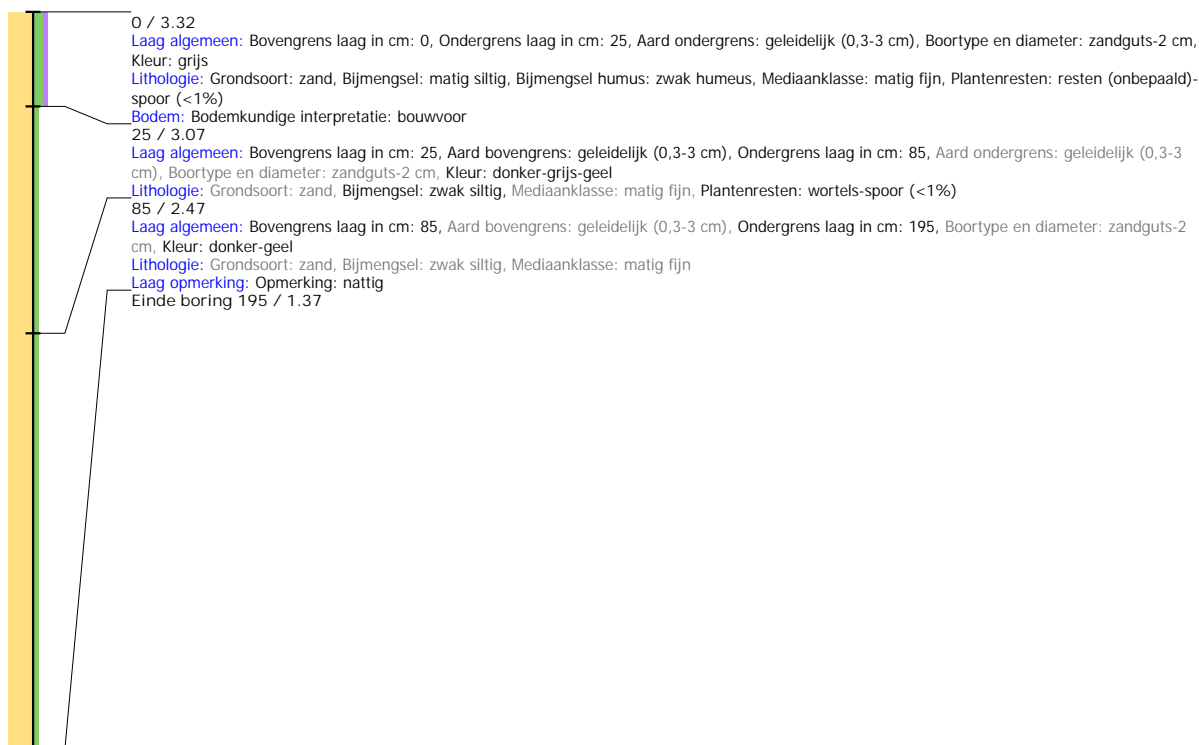 0 / 3.32
Laag algemeen: Bovengrens laag in cm: 0, Ondergrens laag in cm: 25, Aard ondergrens: geleidelijk (0,3-3 cm), Boortype en diameter: zandguts-2 cm,
Kleur: grijs
Lithologie: Grondsoort: zand, Bijmengsel: matig siltig, Bijmengsel humus: zwak humeus, Mediaanklasse: matig fijn, Plantenresten: resten (onbepaald)-
spoor (<1%)
Bodem: Bodemkundige interpretatie: bouwvoor
25 / 3.07
Laag algemeen: Bovengrens laag in cm: 25, Aard bovengrens: geleidelijk (0,3-3 cm), Ondergrens laag in cm: 85, Aard ondergrens: geleidelijk (0,3-3
cm), Boortype en diameter: zandguts-2 cm, Kleur: donker-grijs-geel
Lithologie: Grondsoort: zand, Bijmengsel: zwak siltig, Mediaanklasse: matig fijn, Plantenresten: wortels-spoor (<1%)
85 / 2.47
Laag algemeen: Bovengrens laag in cm: 85, Aard bovengrens: geleidelijk (0,3-3 cm), Ondergrens laag in cm: 195, Boortype en diameter: zandguts-2
cm, Kleur: donker-geel
Lithologie: Grondsoort: zand, Bijmengsel: zwak siltig, Mediaanklasse: matig fijn
Laag opmerking: Opmerking: nattig
Einde boring 195 / 1.37